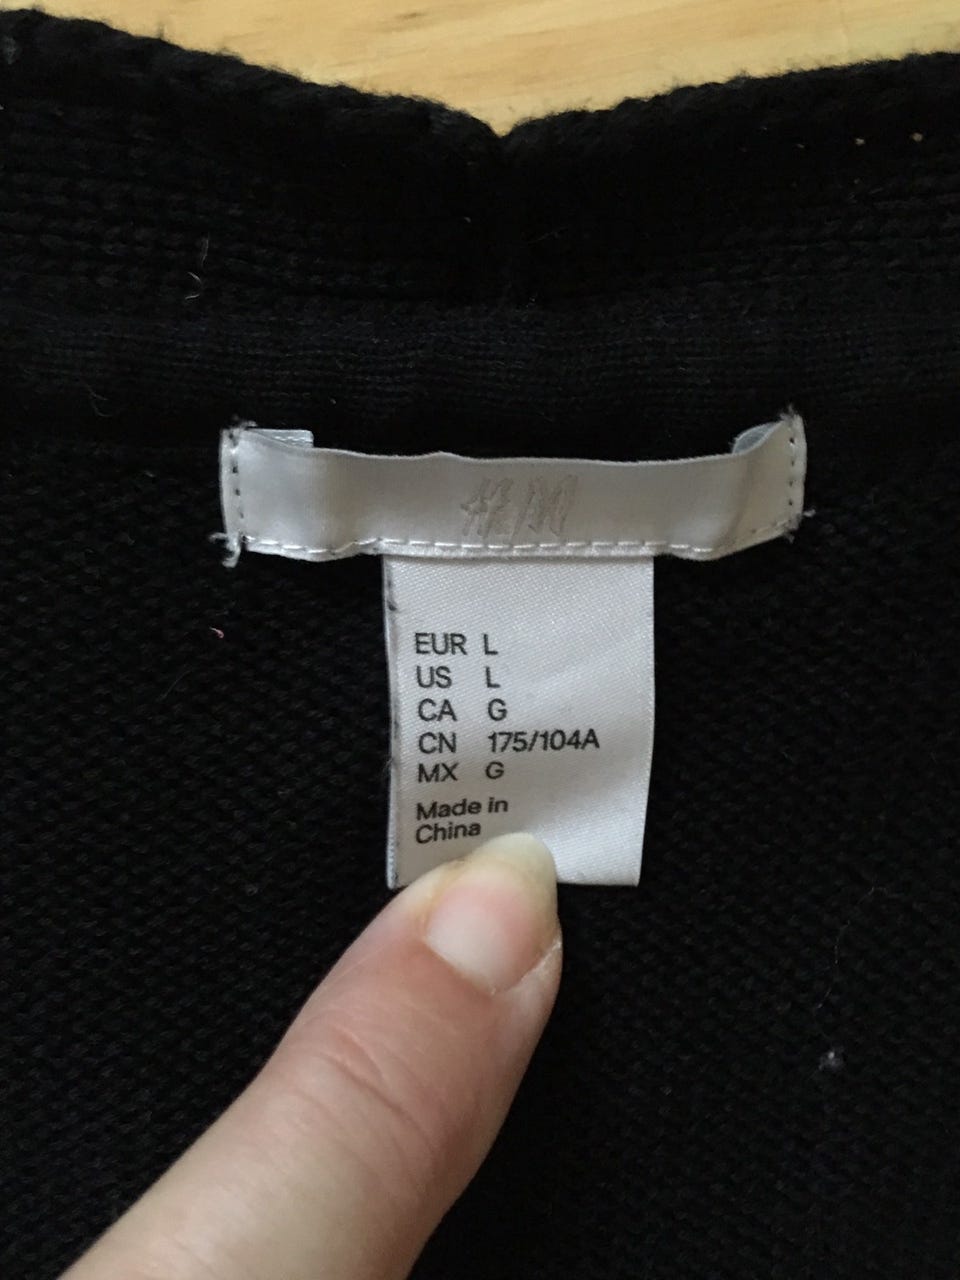 H&M
EUR L
US L
CA G
CN 175/104A
MX G
Made in
China